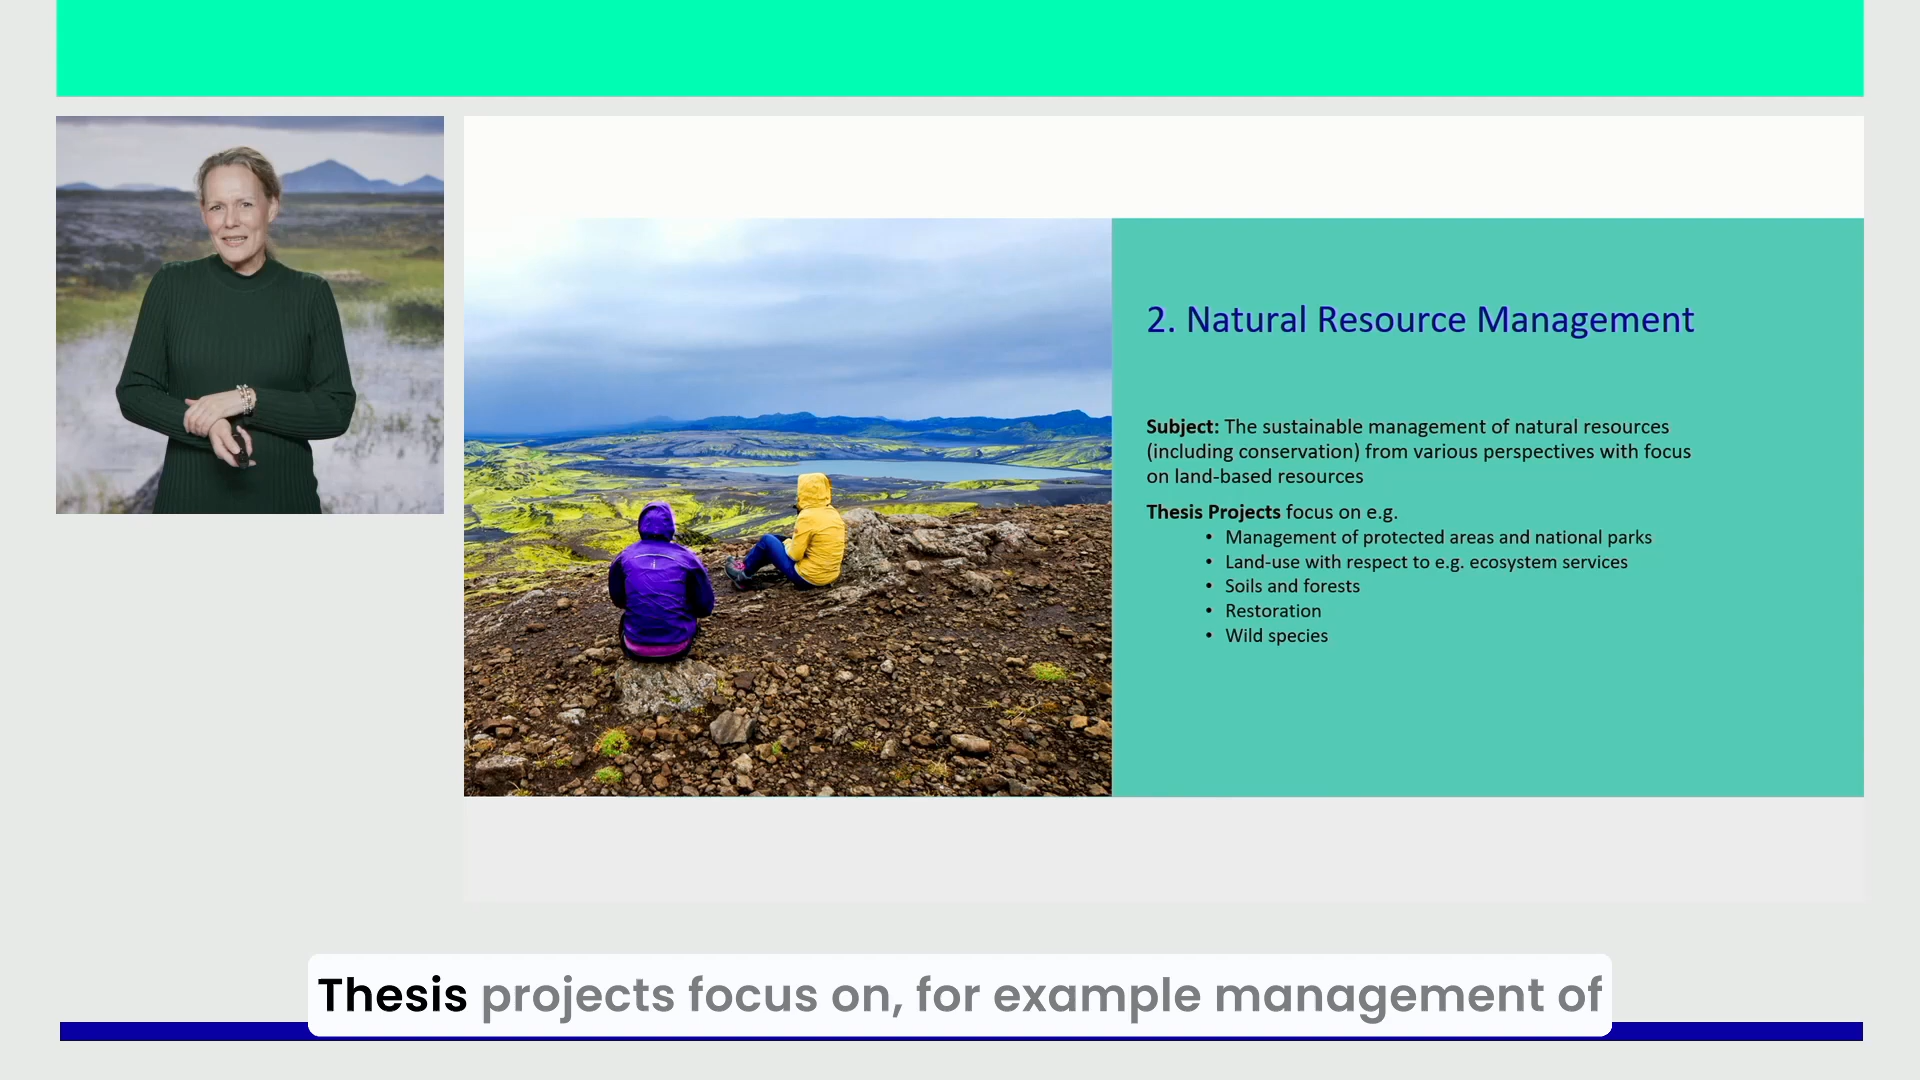 2. Natural Resource Management
Subject: The sustainable management of natural resources
(including conservation) from various perspectives with focus
on land-based resources
Thesis Projects focus on e.g.
• Management of protected areas and national parks
• Land-use with respect to e.g. ecosystem services
• Soils and forests
• Restoration
• Wild species
Thesis projects focus on, for example management of